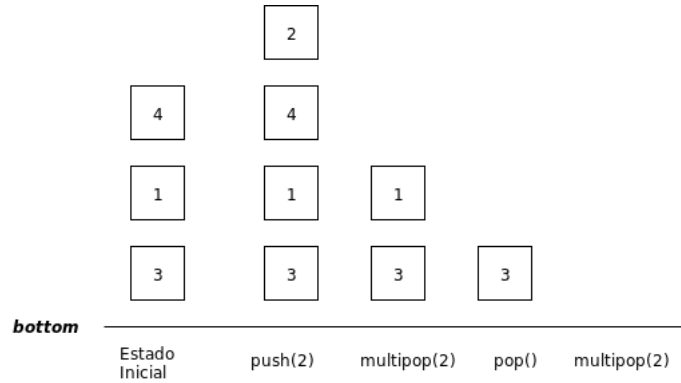 2
4 4
1 1 1
3 3 3 3
bottom
Estado
Inicial
push(2) multipop(2) pop() multipop(2)